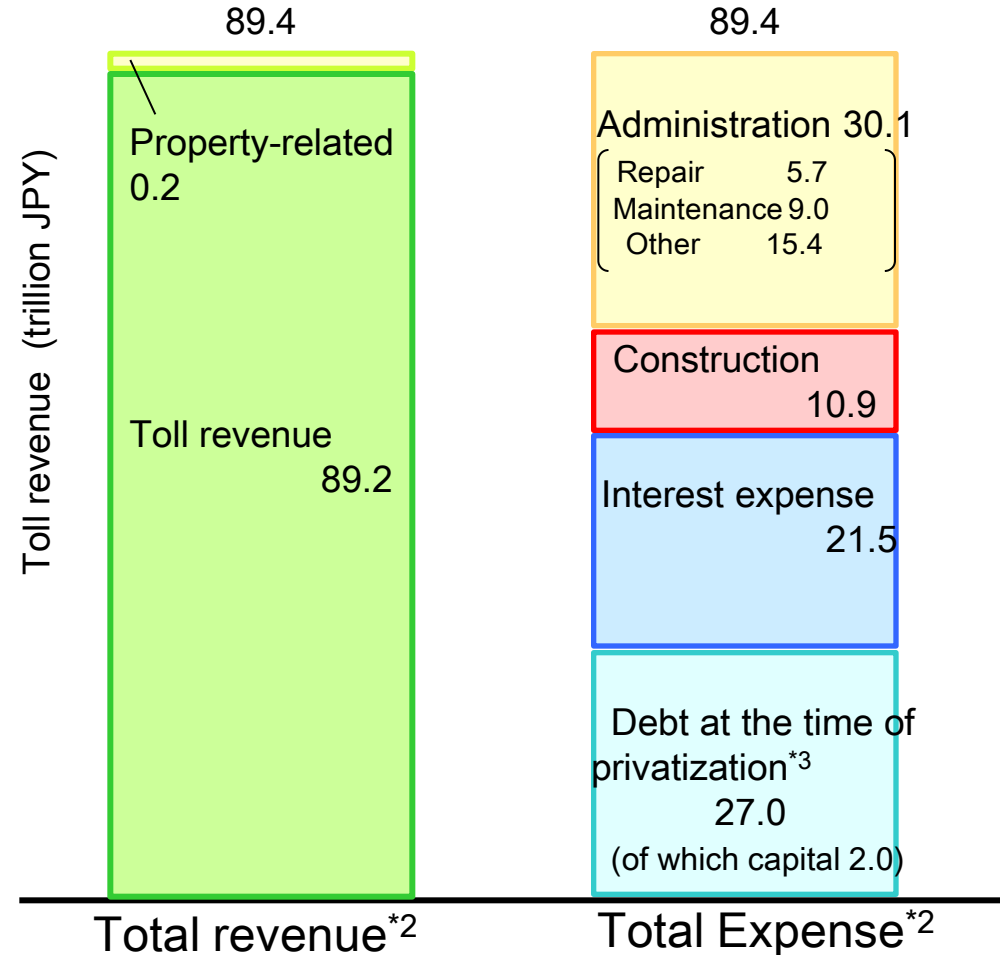 89.4
89.4
Toll revenue (trillion JPY)
Property-related
0.2
Toll revenue
89.2
Administration 30.1
Repair 5.7
Maintenance 9.0
Other 15.4
Construction
10.9
Interest expense
21.5
Debt at the time of
privatization*3
27.0
(of which capital 2.0)
Total revenue*2
Total Expense*2